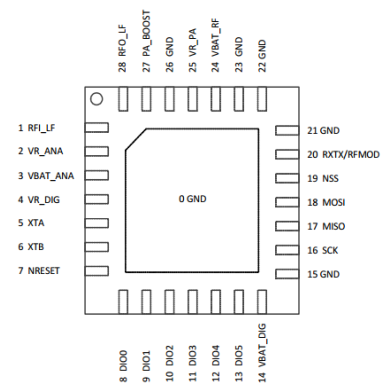 28 RFO_LF
27 PA_BOOST
26 GND
25 VR_PA
24 VBAT_RF
23 GND
22 GND
1 RFI_LF
2 VR_ANA
3 VBAT_ANA
4 VR_DIG
5 XTA
6 XTB
7 NRESET
0 GND
21 GND
20 RXTX/RFMOD
19 NSS
18 MOSI
17 MISO
16 SCK
15 GND
8 DIO0
9 DIO1
10 DIO2
11 DIO3
12 DIO4
13 DIO5
14 VBAT_DIG